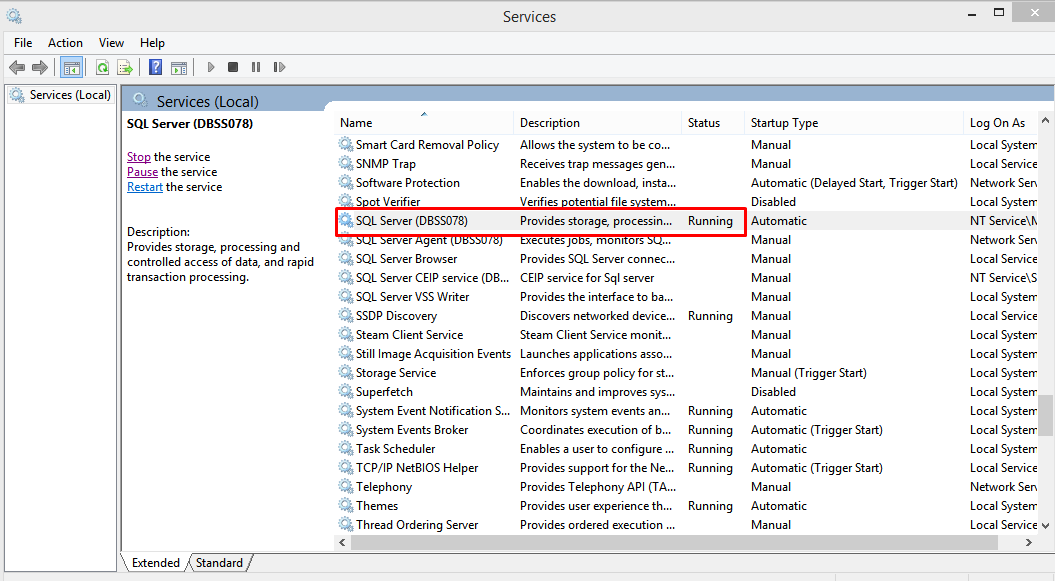 Services
File Action View Help
Services (Local)
Services (Local)
SQL Server (DBSS078)
Stop the service
Pause the service
Restart the service
Description:
Provides storage, processing and
controlled access of data, and rapid
transaction processing.
Name Description Status Startup Type Log On As
Smart Card Removal Policy Allows the system to be co... Manual Local System
SNMP Trap Receives trap messages gen... Manual Local Service
Software Protection Enables the download, insta... Automatic (Delayed Start, Trigger Start) Network Serv
Spot Verifier Verifies potential file system... Disabled Local System
SQL Server (DBSS078) Provides storage, processin... Running Automatic NT Service\M
SQL Server Agent (DBSS078) Executes jobs, monitors SQ... Manual Network Serv
SQL Server Browser Provides SQL Server connec... Manual Local Service
SQL Server CEIP service (DB... CEIP service for Sql server Manual NT Service\S
SQL Server VSS Writer Provides the interface to ba... Manual Local System
SSDP Discovery Discovers networked device... Running Manual Local Service
Steam Client Service Steam Client Service monit... Manual Local System
Still Image Acquisition Events Launches applications asso... Manual Local System
Storage Service Enforces group policy for st... Manual (Trigger Start) Local System
Superfetch Maintains and improves sys... Disabled Local System
System Event Notification S... Monitors system events an... Running Automatic Local System
System Events Broker Coordinates execution of b... Running Automatic (Trigger Start) Local System
Task Scheduler Enables a user to configure ... Running Automatic Local System
TCP/IP NetBIOS Helper Provides support for the Ne... Running Automatic (Trigger Start) Local Service
Telephony Provides Telephony API (TA... Manual Network Serv
Themes Provides user experience th... Running Automatic Local System
Thread Ordering Server Provides ordered execution ... Manual Local Service
Extended Standard